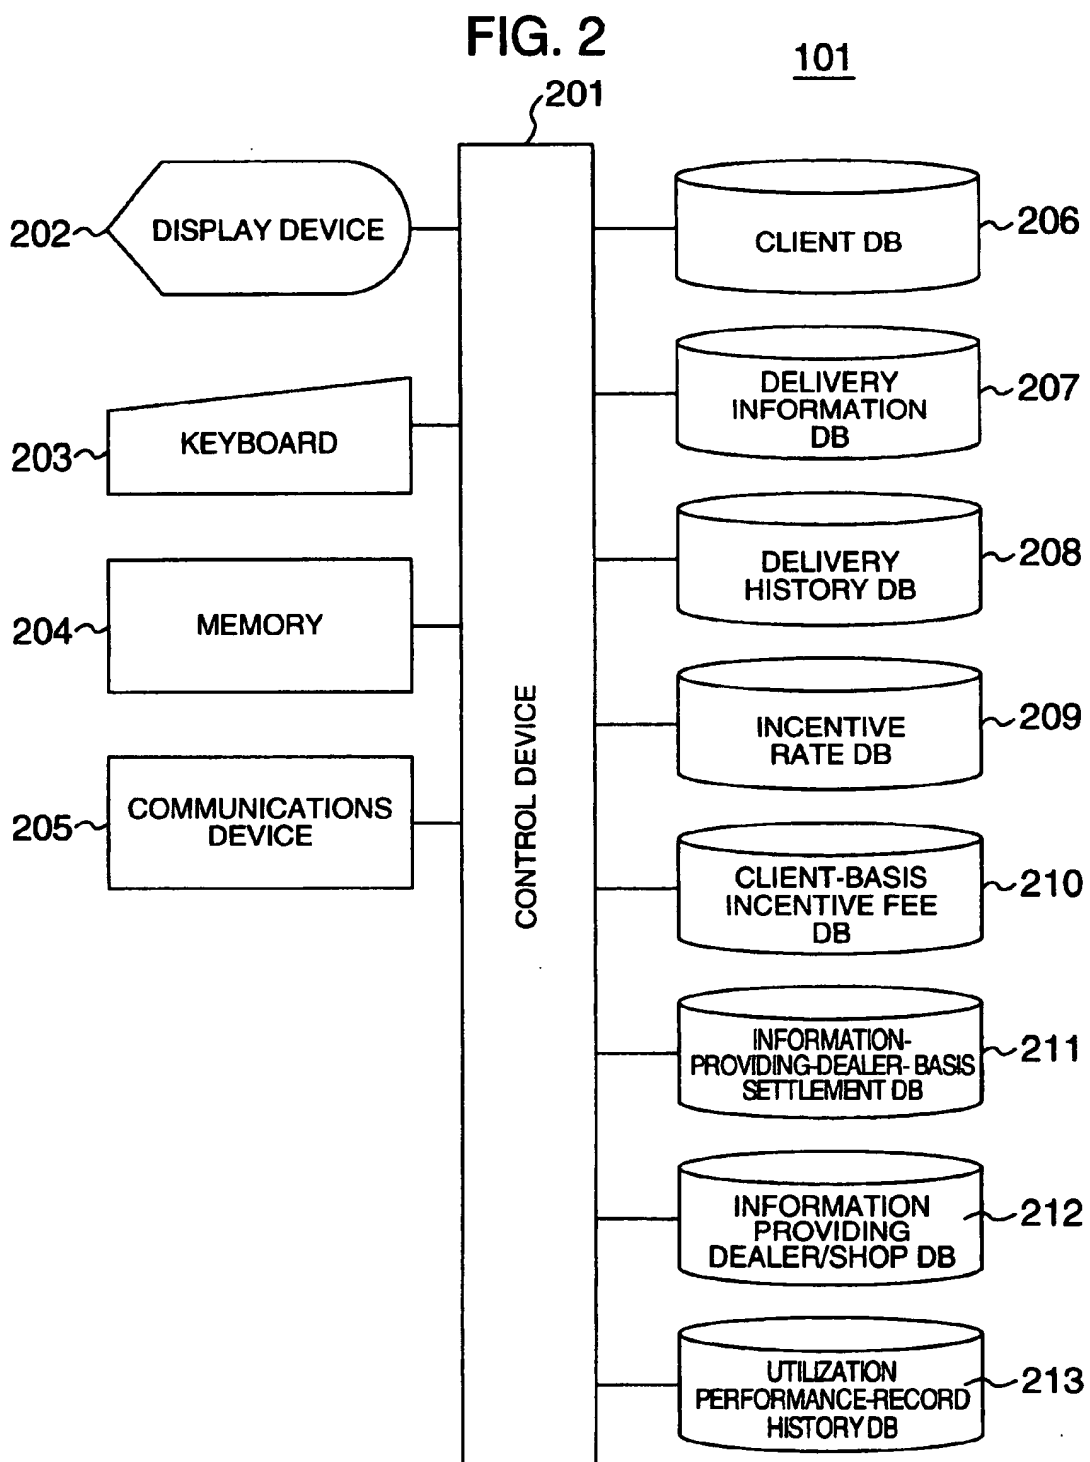 FIG. 2
101
201
202
DISPLAY DEVICE
203
KEYBOARD
204
MEMORY
205
COMMUNICATIONS
DEVICE
CONTROL DEVICE
CLIENT DB
206
DELIVERY
INFORMATION
DB
207
DELIVERY
HISTORY DB
208
INCENTIVE
RATE DB
209
CLIENT-BASIS
INCENTIVE FEE
DB
210
INFORMATION-
PROVIDING-DEALER-BASIS
SETTLEMENT DB
211
INFORMATION
PROVIDING
DEALER/SHOP DB
212
UTILIZATION
PERFORMANCE-RECORD
HISTORY DB
213